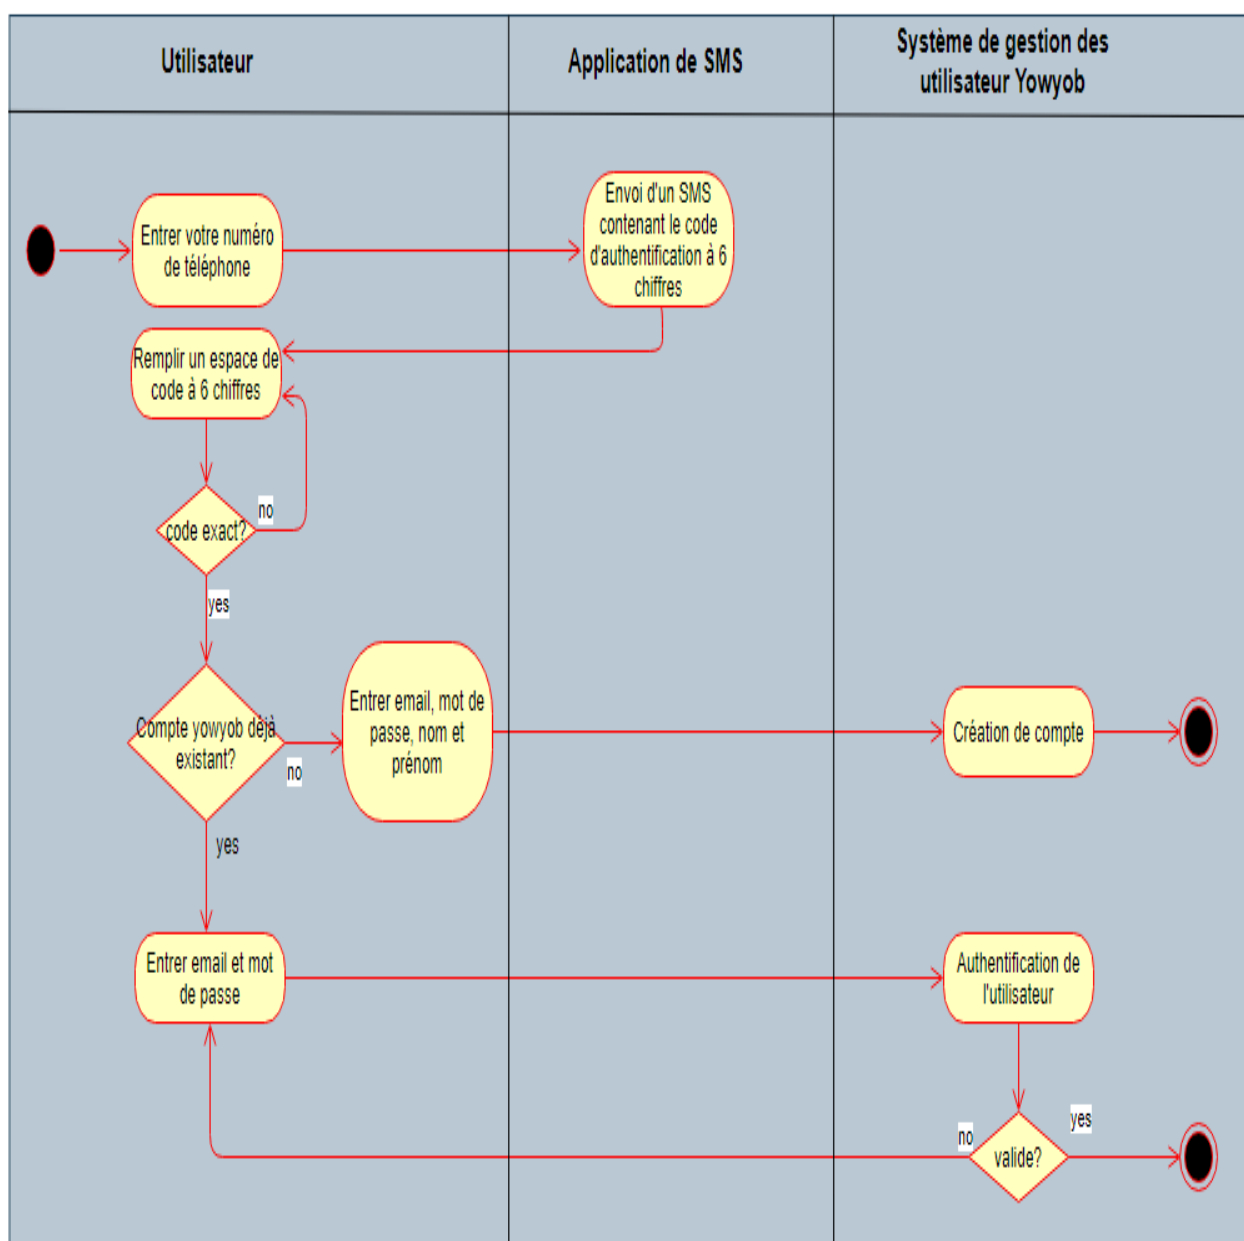 Utilisateur
Application de SMS
Système de gestion des
utilisateur Yowyob
Entrer votre numéro
de téléphone
Envoi d'un SMS
contenant le code
d'authentification à 6
chiffres
Remplir un espace de
code à 6 chiffres
code exact?
no
yes
Compte yowyob déjà
existant?
no
Entrer email, mot de
passe, nom et
prénom
Création de compte
yes
Entrer email et mot
de passe
Authentification de
l'utilisateur
valide?
no
yes